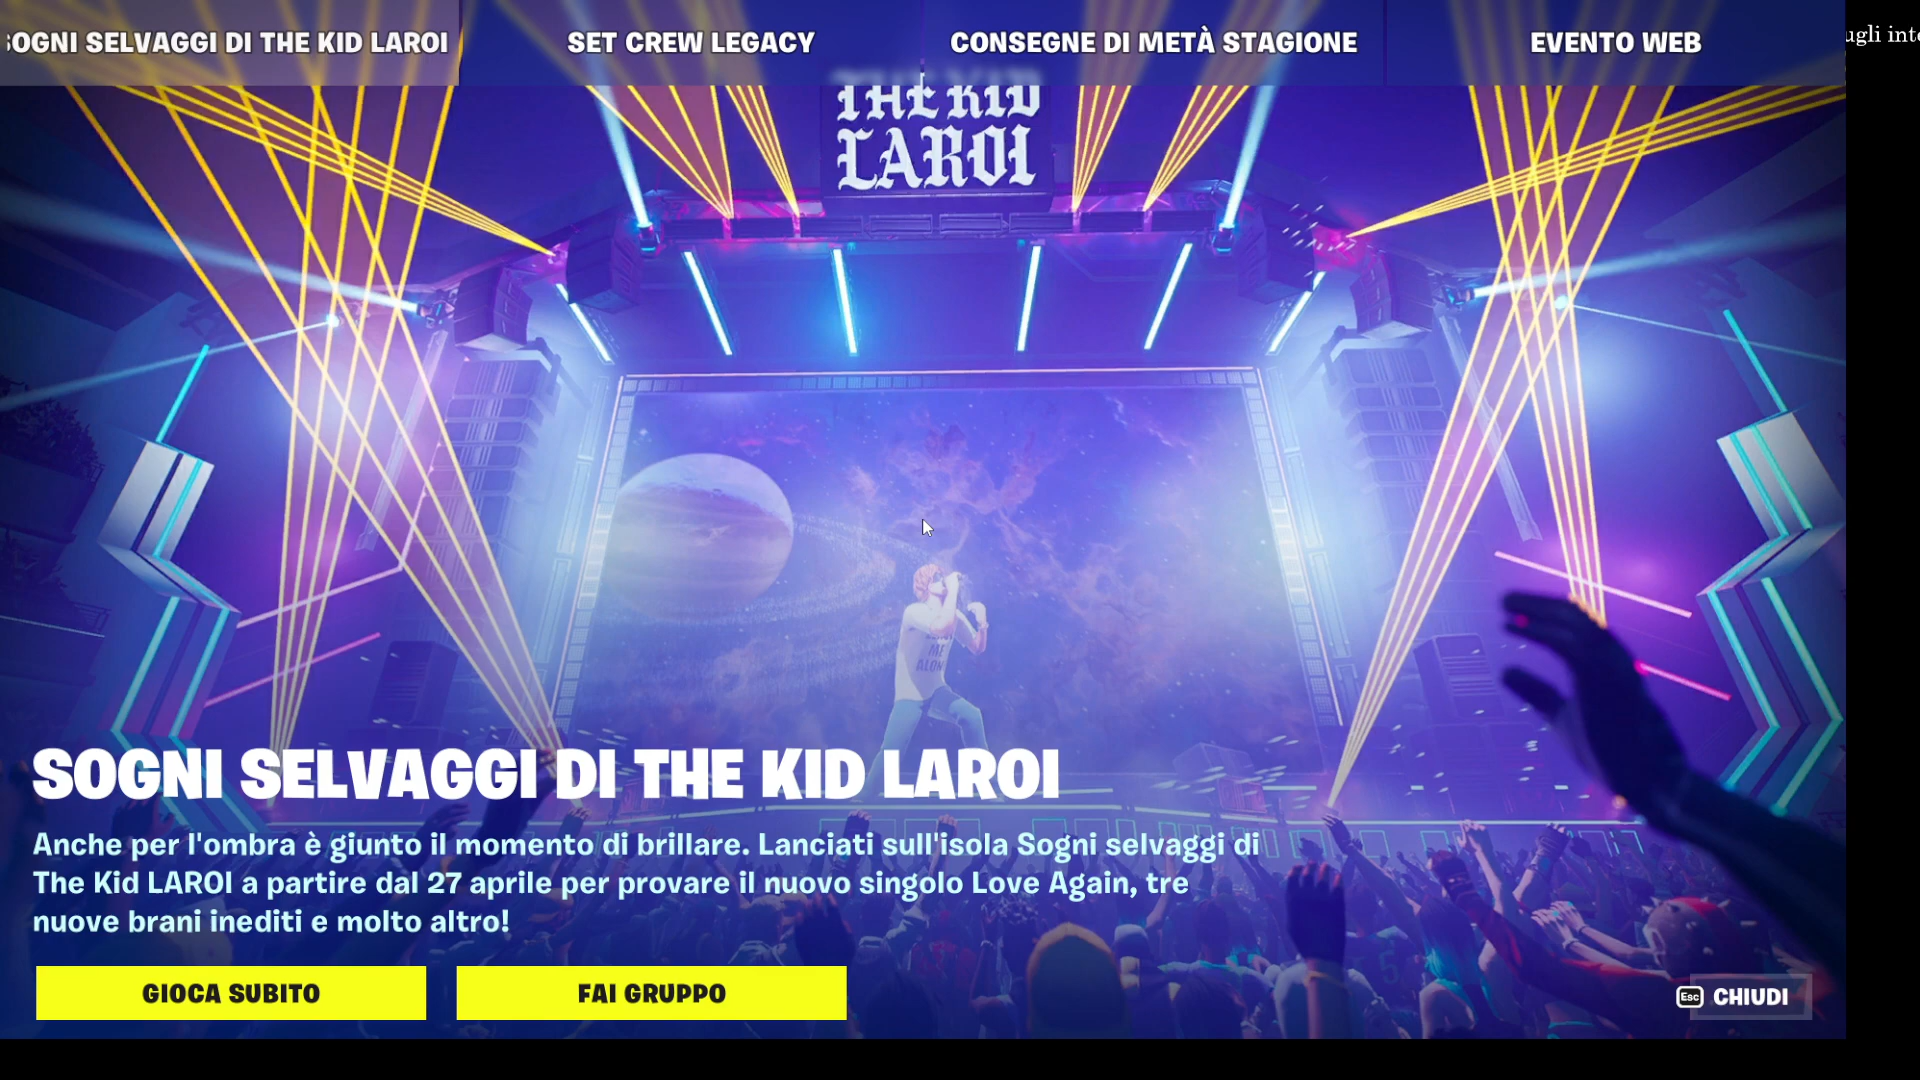 SOGNI SELVAGGI DI THE KID LAROI
SET CREW LEGACY
CONSEGNE DI METÀ STAGIONE
EVENTO WEB
THE KID
LAROI
ME
SOGNI SELVAGGI DI THE KID LAROI
Anche per l'ombra è giunto il momento di brillare. Lanciati sull'isola Sogni selvaggi di
The Kid LAROI a partire dal 27 aprile per provare il nuovo singolo Love Again, tre
nuove brani inediti e molto altro!
GIOCA SUBITO
FAI GRUPPO
Esc CHIUDI